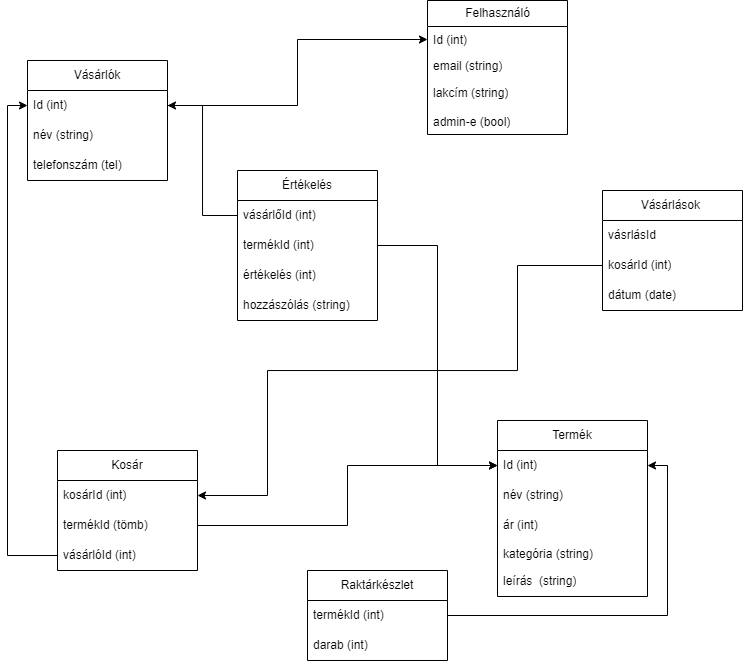 Felhasználó
Id (int)
email (string)
lakcím (string)
admin-e (bool)
Vásárlók
Id (int)
név (string)
telefonszám (tel)
Értékelés
vásárlőId (int)
termékId (int)
értékelés (int)
hozzászólás (string)
Vásárlások
vásrlásId
kosárId (int)
dátum (date)
Termék
Id (int)
név (string)
ár (int)
kategória (string)
leírás (string)
Kosár
kosárId (int)
termékId (tömb)
vásárlóId (int)
Raktárkészlet
termékId (int)
darab (int)